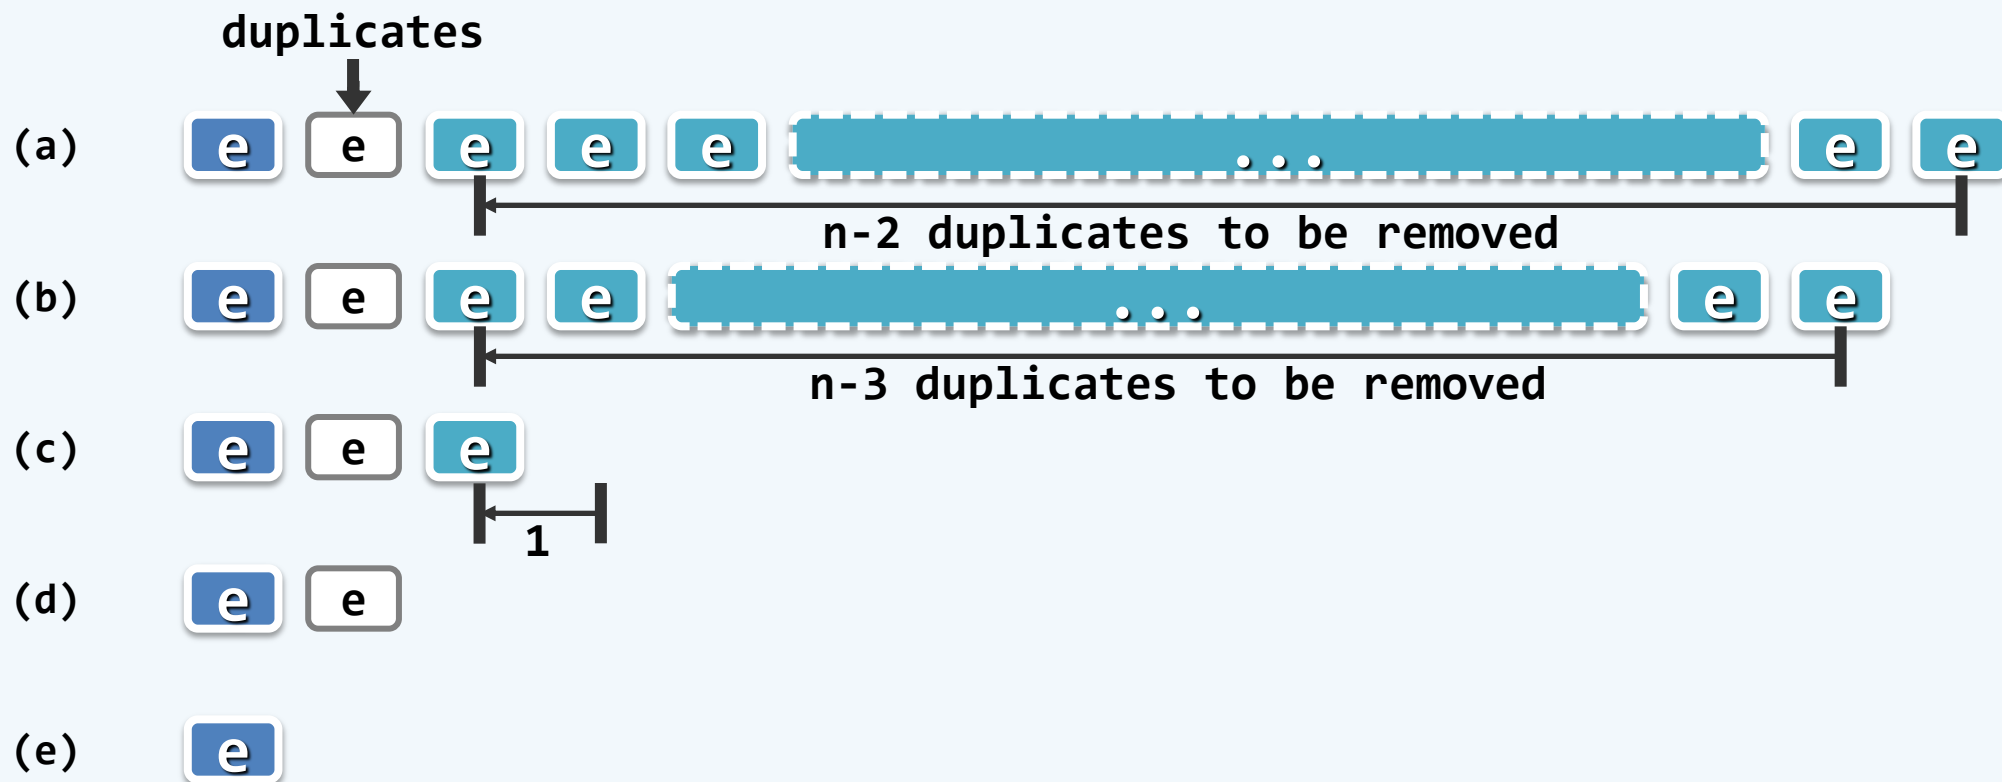 duplicates
(a) e e e e e ... e e
n-2 duplicates to be removed
(b) e e e e ... e e
n-3 duplicates to be removed
(c) e e e
1
(d) e e
(e) e